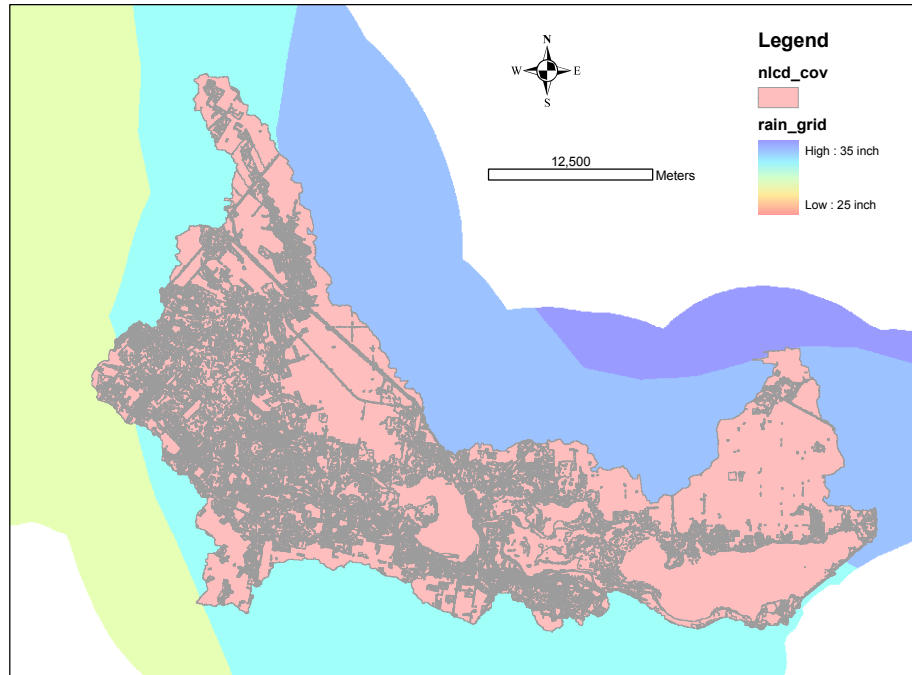 N
W E
S
12,500
Meters
Legend
nlcd_cov
rain_grid
High : 35 inch
Low : 25 inch